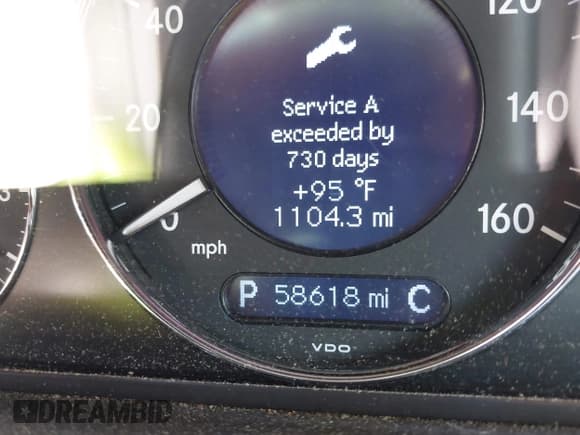 40
120
20
140
Service A
exceeded by
730 days
+95 °F
1104.3 mi
0
160
mph
P 58618 mi C
VDO
DREAMBID